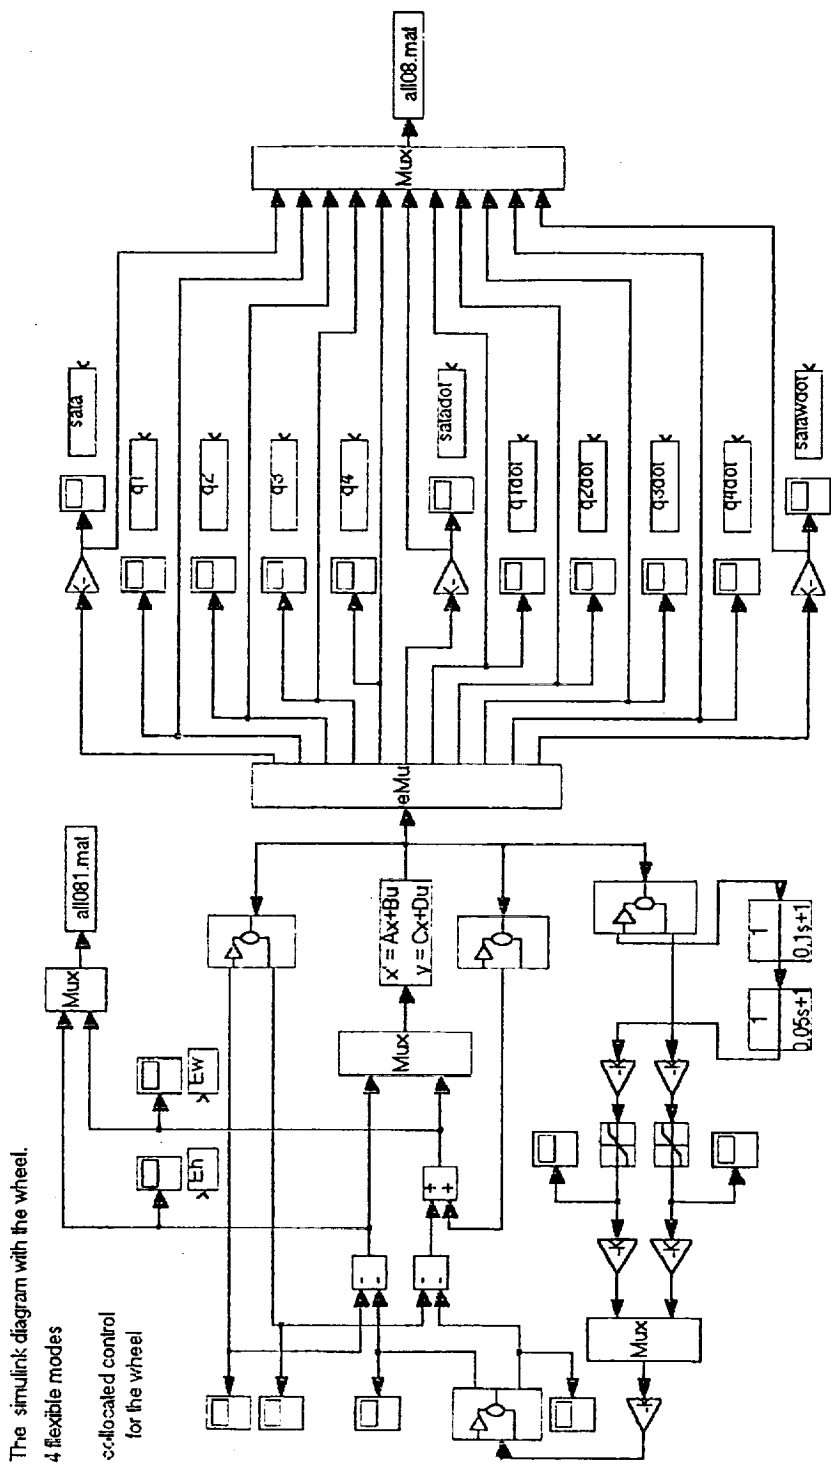 The simulink diagram with the wheel.
4 flexible modes
collocated control
for the wheel
Eh
Ew
Mux
all081.mat
Mux
x' = Ax+Bu
y = Cx+Du
eMu
+
+
-
-
-
-
Mux
-K-
-K-
-K-
1
0.05s+1
1
0.1s+1
sata
q1
q2
q3
q4
satadot
q1dot
q2dot
q3dot
q4dot
satawdot
Mux
all08.mat